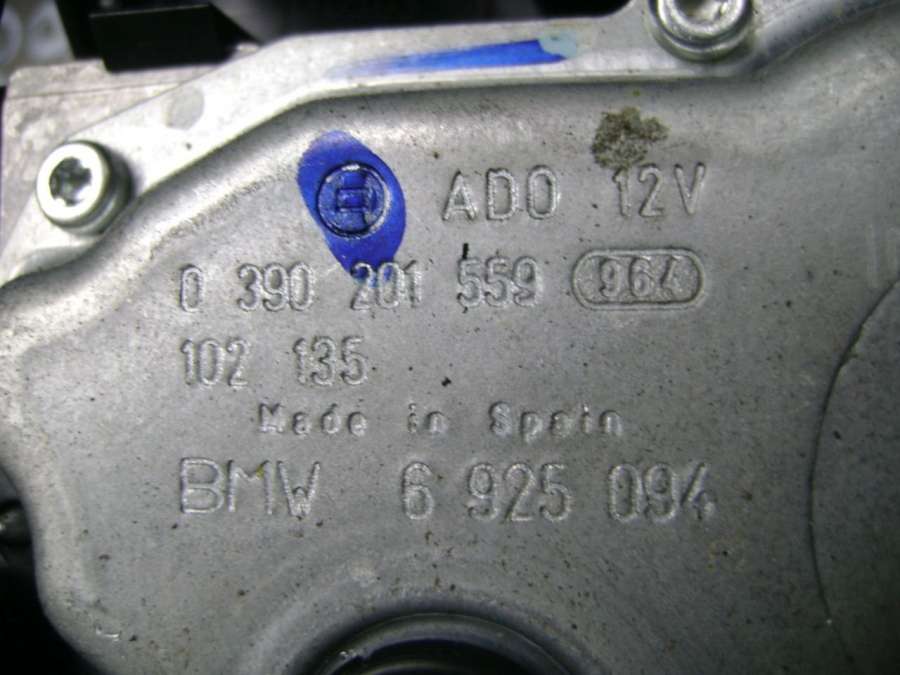 ADO 12V
0 390 201 559 964
102 135
Made in Spain
BMW 6 925 094